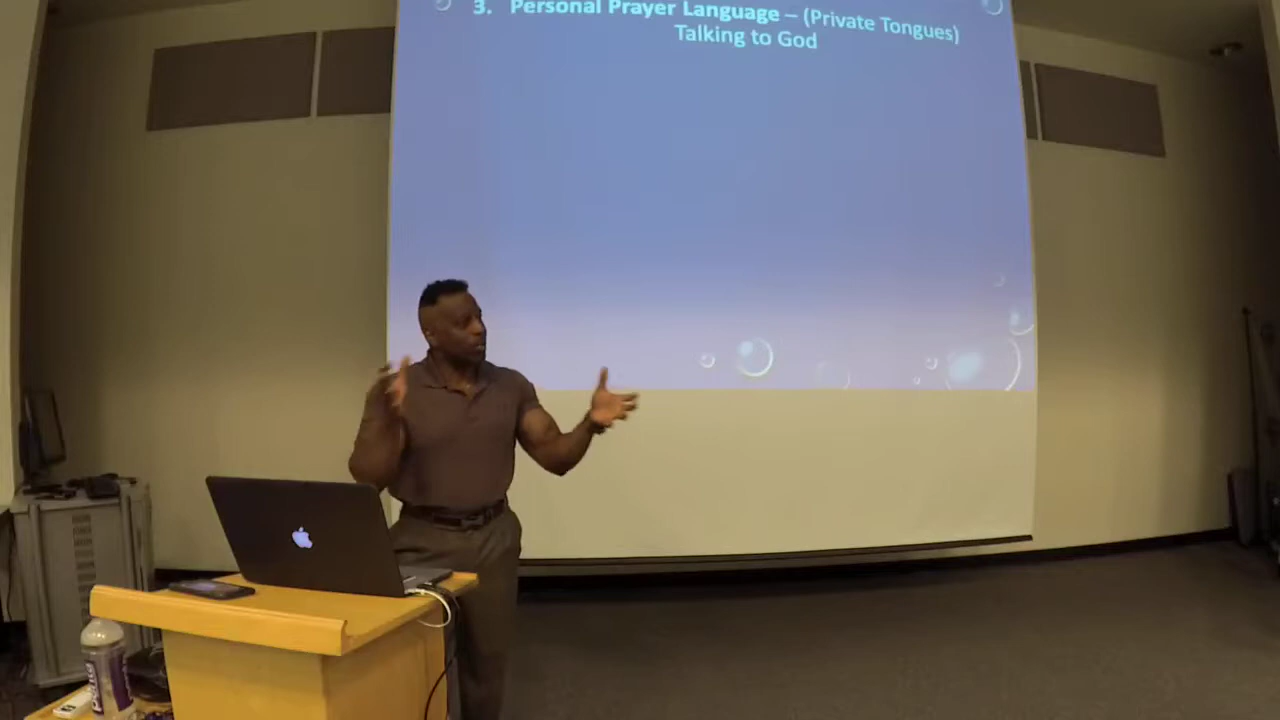 3. Personal Prayer Language – (Private Tongues)
Talking to God